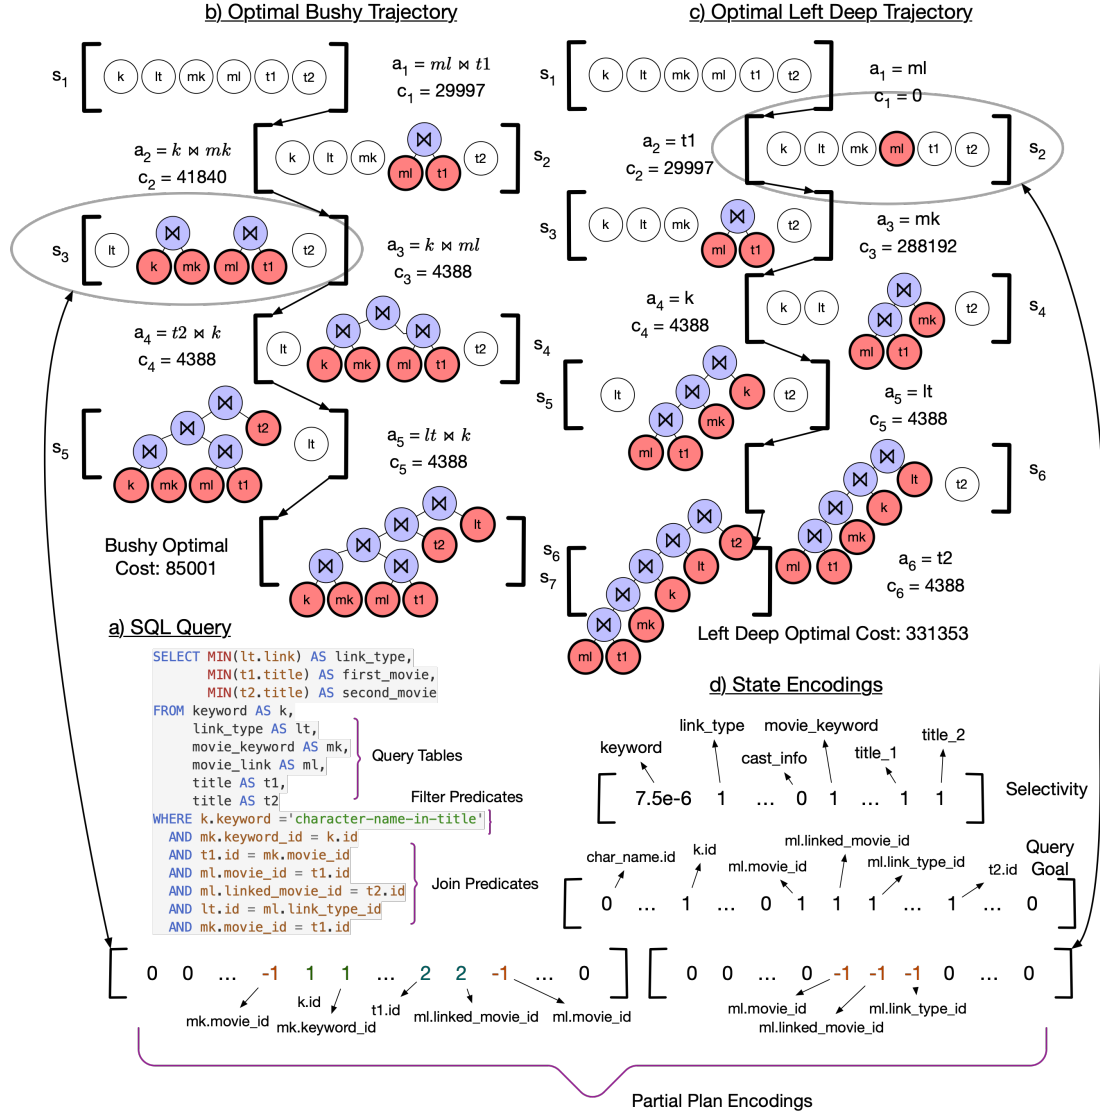 b) Optimal Bushy Trajectory
s1
k lt mk ml t1 t2
a1 = ml ⋈ t1
c1 = 29997
a2 = k ⋈ mk
c2 = 41840
k lt mk ⋈ ml t1 t2
s2
s3
lt ⋈ k mk ⋈ ml t1 t2
a3 = k ⋈ ml
c3 = 4388
a4 = t2 ⋈ k
c4 = 4388
lt ⋈ ⋈ ⋈ k mk ml t1 t2
s4
s5
⋈ ⋈ t2 ⋈ ⋈ k mk ml t1 lt
a5 = lt ⋈ k
c5 = 4388
Bushy Optimal
Cost: 85001
⋈ ⋈ lt ⋈ t2 ⋈ ⋈ k mk ml t1
s6
c) Optimal Left Deep Trajectory
s1
k lt mk ml t1 t2
a1 = ml
c1 = 0
a2 = t1
c2 = 29997
k lt mk ml t1 t2
s2
s3
k lt mk ⋈ ml t1 t2
a3 = mk
c3 = 288192
a4 = k
c4 = 4388
k lt ⋈ ⋈ mk ml t1 t2
s4
s5
lt ⋈ ⋈ k ⋈ mk ml t1 t2
a5 = lt
c5 = 4388
⋈ ⋈ lt ⋈ k ⋈ mk ml t1 t2
s6
s7
⋈ ⋈ t2 ⋈ lt ⋈ k ⋈ mk ml t1
a6 = t2
c6 = 4388
Left Deep Optimal Cost: 331353
a) SQL Query
SELECT MIN(lt.link) AS link_type,
MIN(t1.title) AS first_movie,
MIN(t2.title) AS second_movie
FROM keyword AS k,
link_type AS lt,
movie_keyword AS mk,
movie_link AS ml,
title AS t1,
title AS t2
WHERE k.keyword ='character-name-in-title'
AND mk.keyword_id = k.id
AND t1.id = mk.movie_id
AND ml.movie_id = t1.id
AND ml.linked_movie_id = t2.id
AND lt.id = ml.link_type_id
AND mk.movie_id = t1.id
Query Tables
Filter Predicates
Join Predicates
d) State Encodings
keyword
link_type
cast_info
movie_keyword
title_1
title_2
7.5e-6 1 ... 0 1 ... 1 1
Selectivity
char_name.id
k.id
ml.movie_id
ml.linked_movie_id
ml.link_type_id
t2.id
Query
Goal
0 ... 1 ... 0 1 1 1 ... 1 ... 0
0 0 ... -1 1 1 ... 2 2 -1 ... 0
mk.movie_id
k.id
mk.keyword_id
t1.id
ml.linked_movie_id
ml.movie_id
0 0 ... 0 -1 -1 -1 0 ... 0
ml.movie_id
ml.linked_movie_id
ml.link_type_id
Partial Plan Encodings